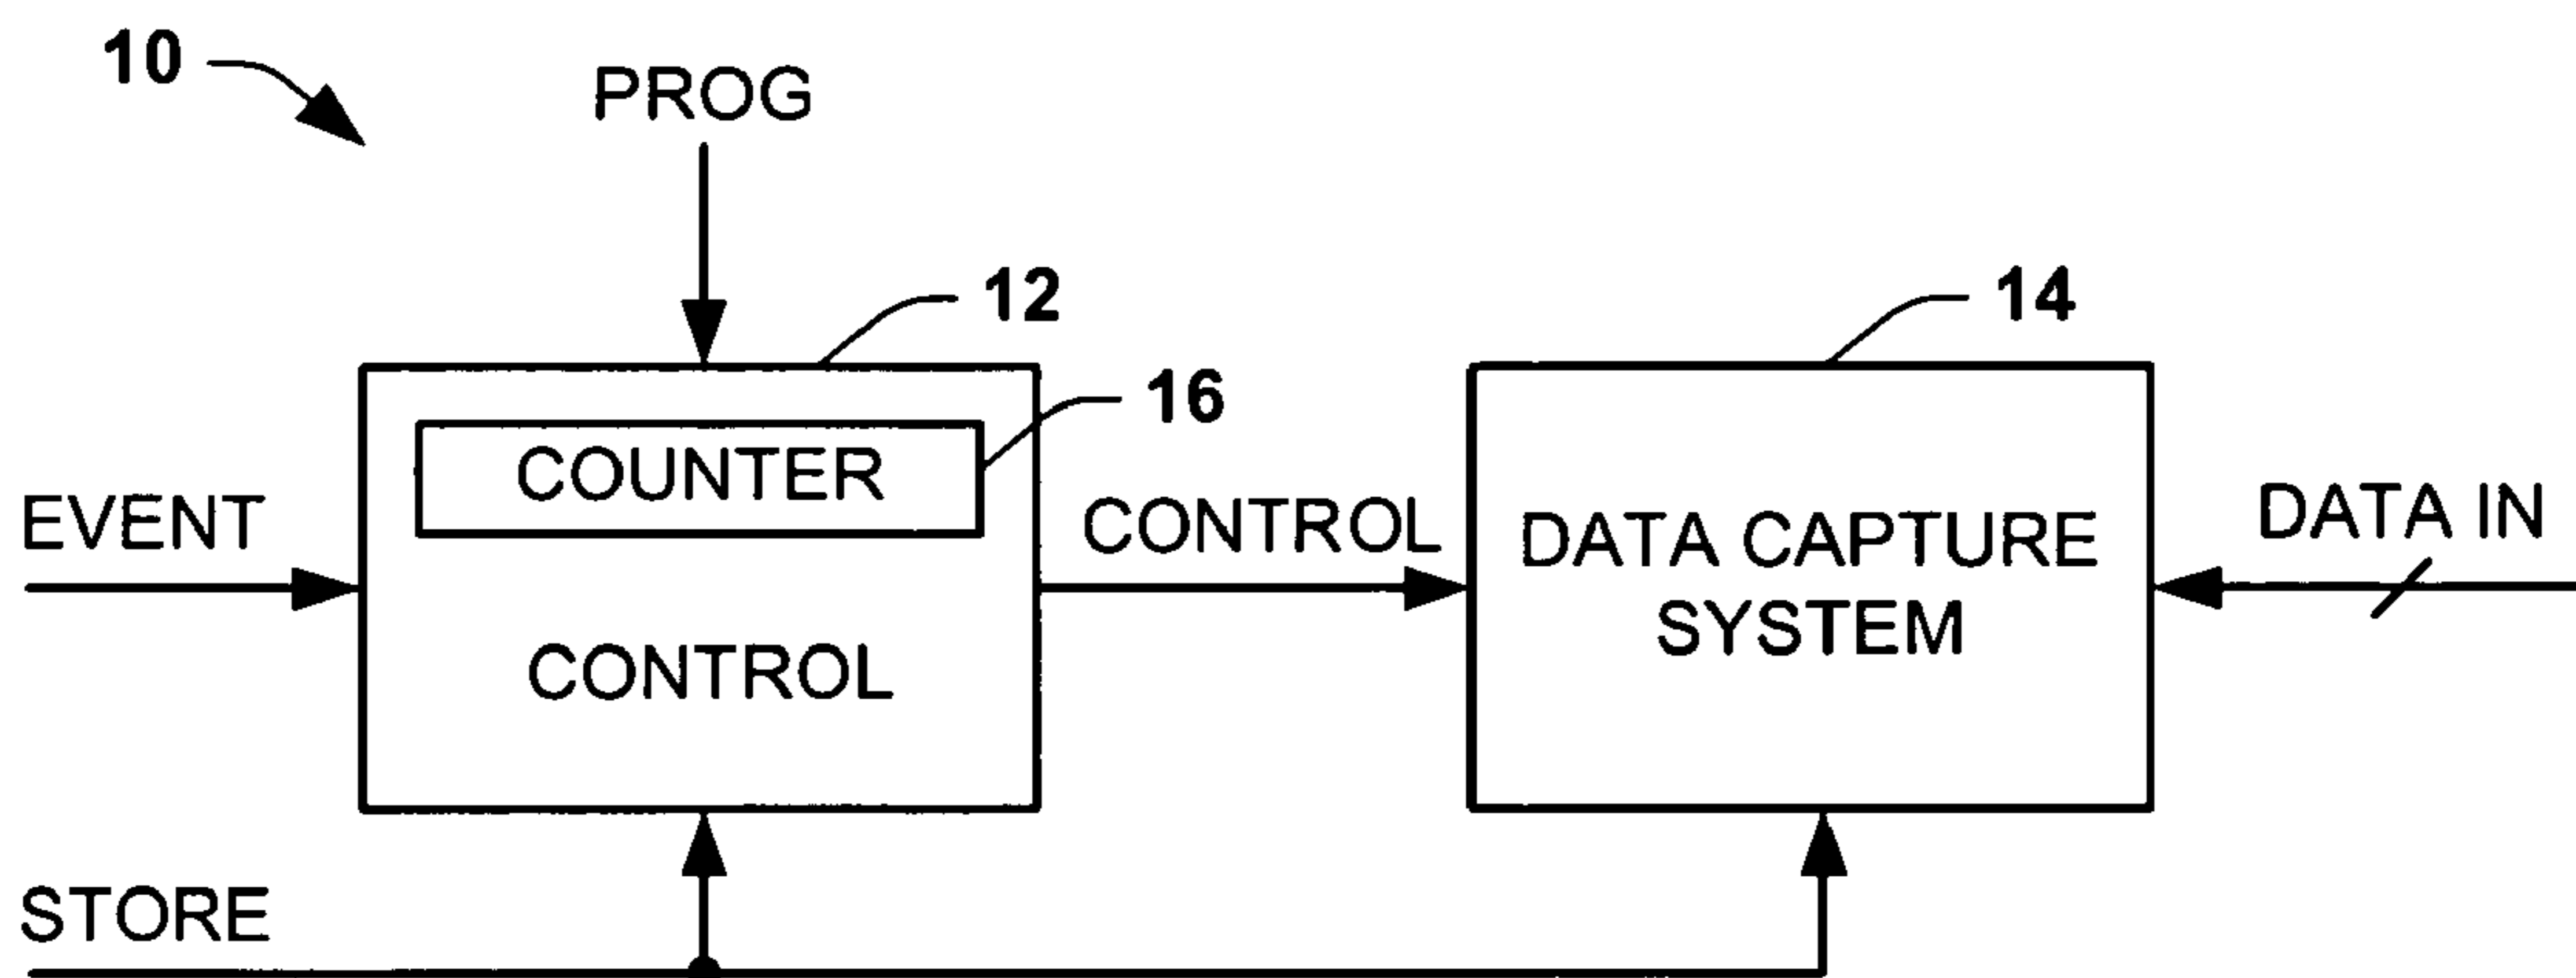 10
PROG
12
14
16
COUNTER
EVENT
CONTROL
DATA CAPTURE
SYSTEM
DATA IN
CONTROL
STORE